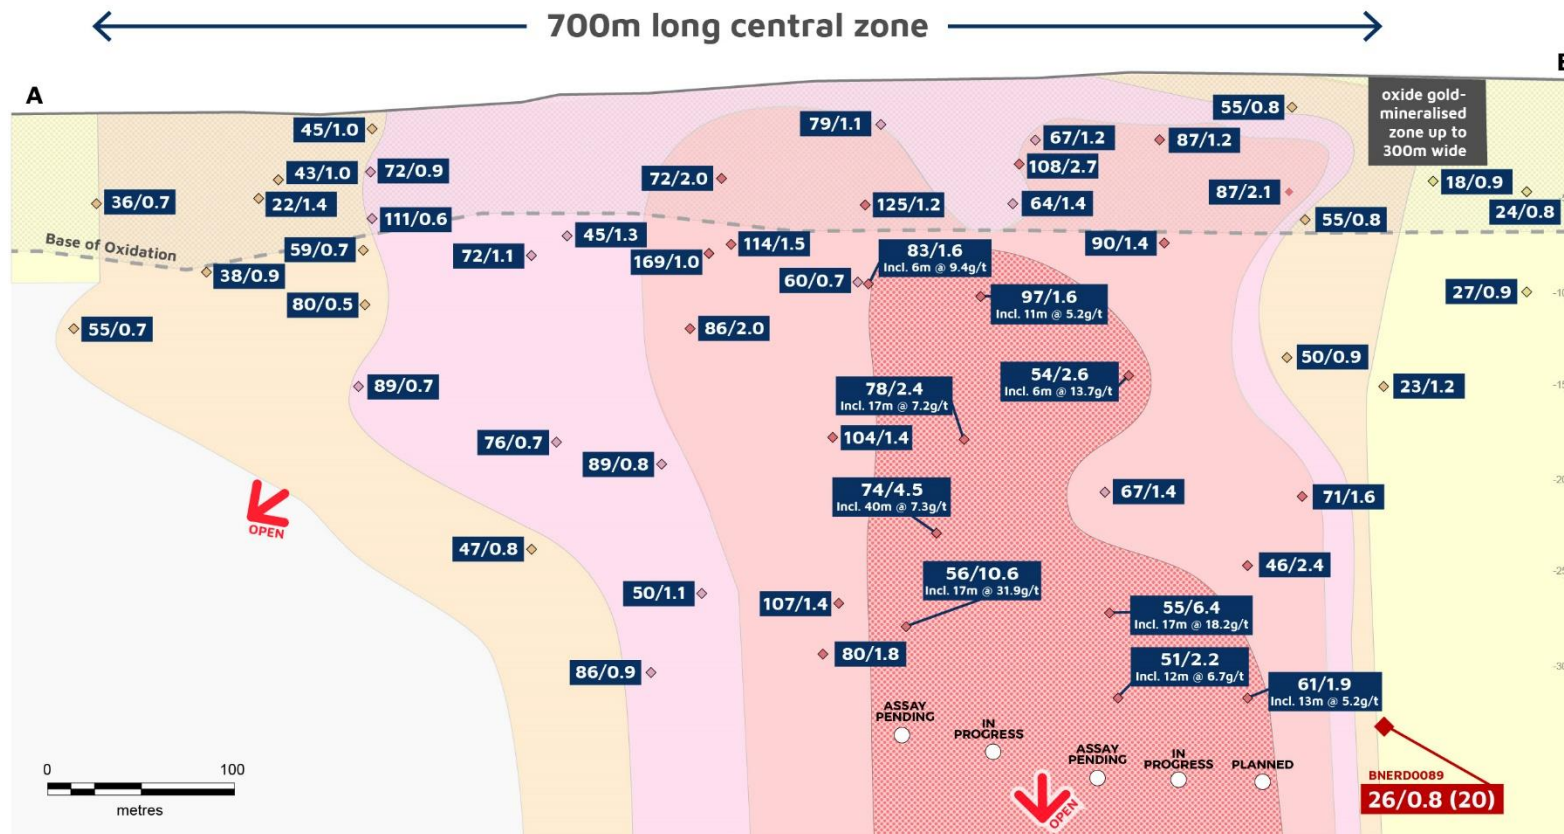 700m long central zone
A
oxide gold-
mineralised
zone up to
300m wide
55/0.8
45/1.0
79/1.1
67/1.2
87/1.2
108/2.7
43/1.0
72/0.9
72/2.0
18/0.9
36/0.7
22/1.4
125/1.2
64/1.4
87/2.1
24/0.8
111/0.6
55/0.8
Base of Oxidation
59/0.7
72/1.1
45/1.3
114/1.5
169/1.0
83/1.6
Incl. 6m @ 9.4g/t
90/1.4
38/0.9
60/0.7
80/0.5
97/1.6
Incl. 11m @ 5.2g/t
27/0.9
-10
55/0.7
86/2.0
50/0.9
89/0.7
78/2.4
Incl. 17m @ 7.2g/t
54/2.6
Incl. 6m @ 13.7g/t
23/1.2
-15
76/0.7
104/1.4
89/0.8
74/4.5
Incl. 40m @ 7.3g/t
67/1.4
71/1.6
-20
OPEN
47/0.8
46/2.4
-25
50/1.1
107/1.4
56/10.6
Incl. 17m @ 31.9g/t
55/6.4
Incl. 17m @ 18.2g/t
86/0.9
80/1.8
51/2.2
Incl. 12m @ 6.7g/t
61/1.9
Incl. 13m @ 5.2g/t
-30
ASSAY
PENDING
IN
PROGRESS
ASSAY
PENDING
IN
PROGRESS
PLANNED
OPEN
BNERD0089
26/0.8 (20)
0 100
metres